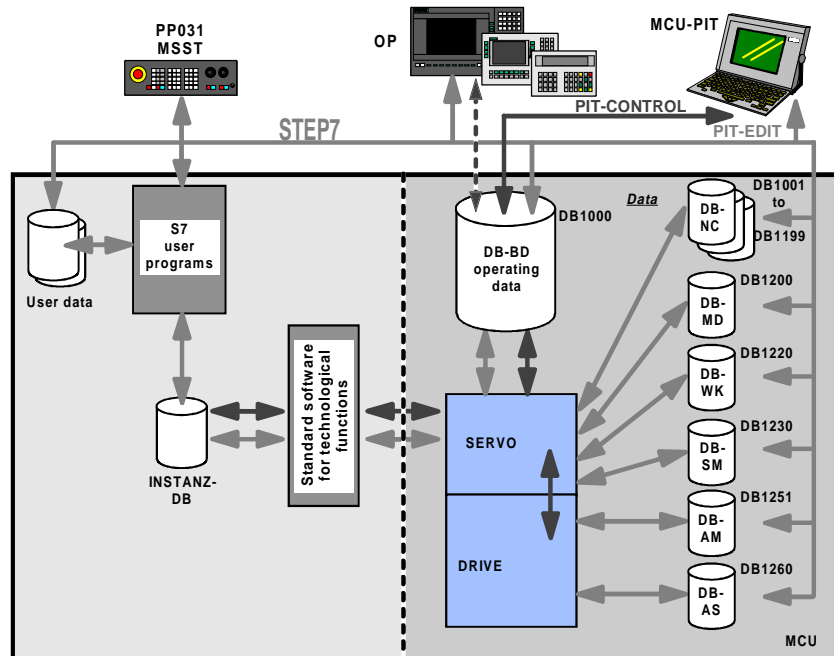 PP031
MSST
OP
MCU-PIT
PIT-CONTROL
STEP7
PIT-EDIT
S7
user
programs
User data
INSTANZ-
DB
Standard software
for technological
functions
DB1000
DB-BD
operating
data
Data
SERVO
DRIVE
DB-
NC
DB1001
to
DB1199
DB1200
DB-
MD
DB1220
DB-
WK
DB1230
DB-
SM
DB1251
DB-
AM
DB1260
DB-
AS
MCU